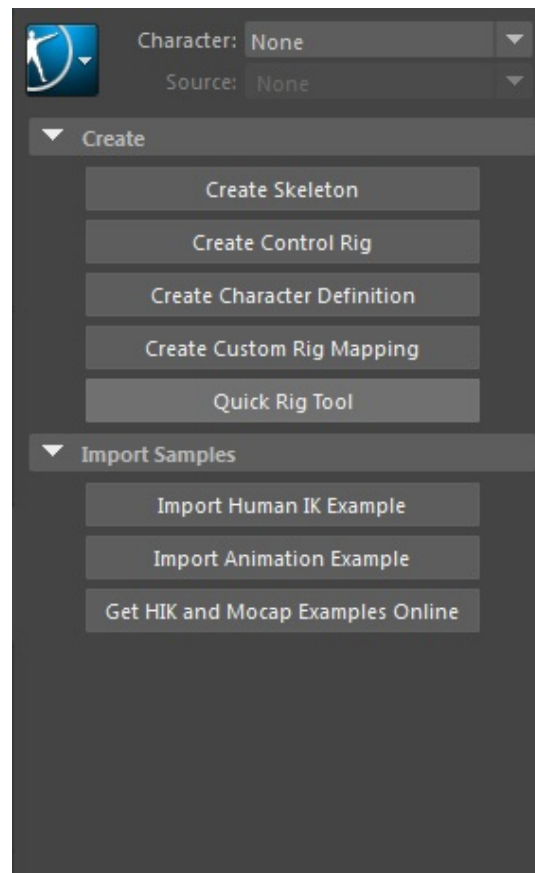 Character: None
Source: None
Create
Create Skeleton
Create Control Rig
Create Character Definition
Create Custom Rig Mapping
Quick Rig Tool
Import Samples
Import Human IK Example
Import Animation Example
Get HIK and Mocap Examples Online